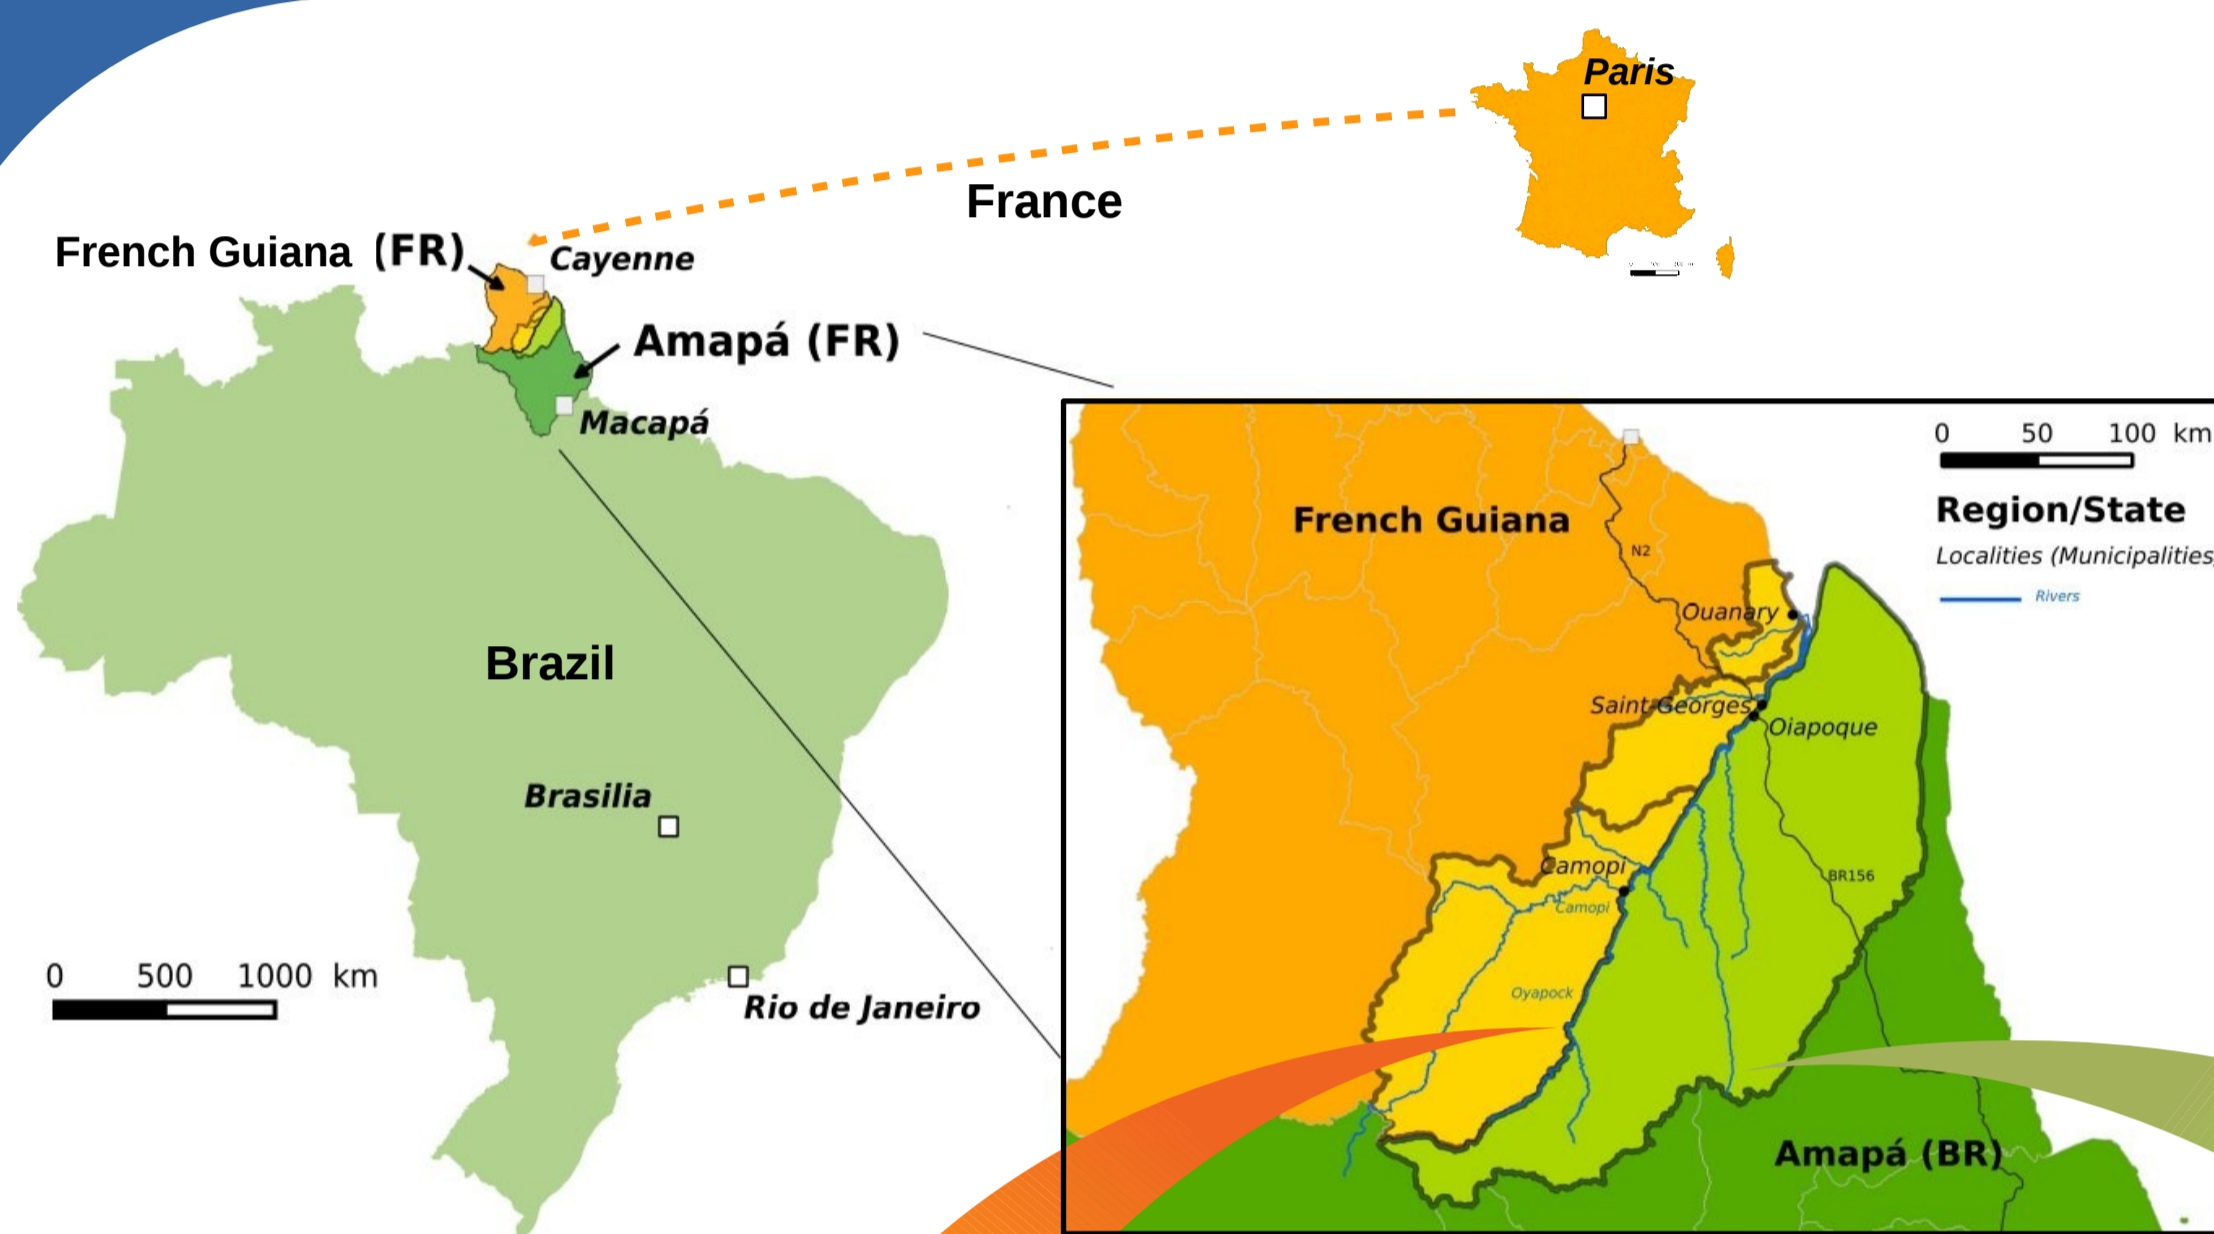 Paris
France
French Guiana (FR)
Cayenne
Amapá (FR)
Macapá
Brazil
Brasilia
0 500 1000 km
Rio de Janeiro
0 50 100 km
Region/State
Localities (Municipalities)
Rivers
French Guiana
N2
Ouanary
Saint-Georges
Oiapoque
Camopi
Camopi
BR156
Oyapock
Amapá (BR)